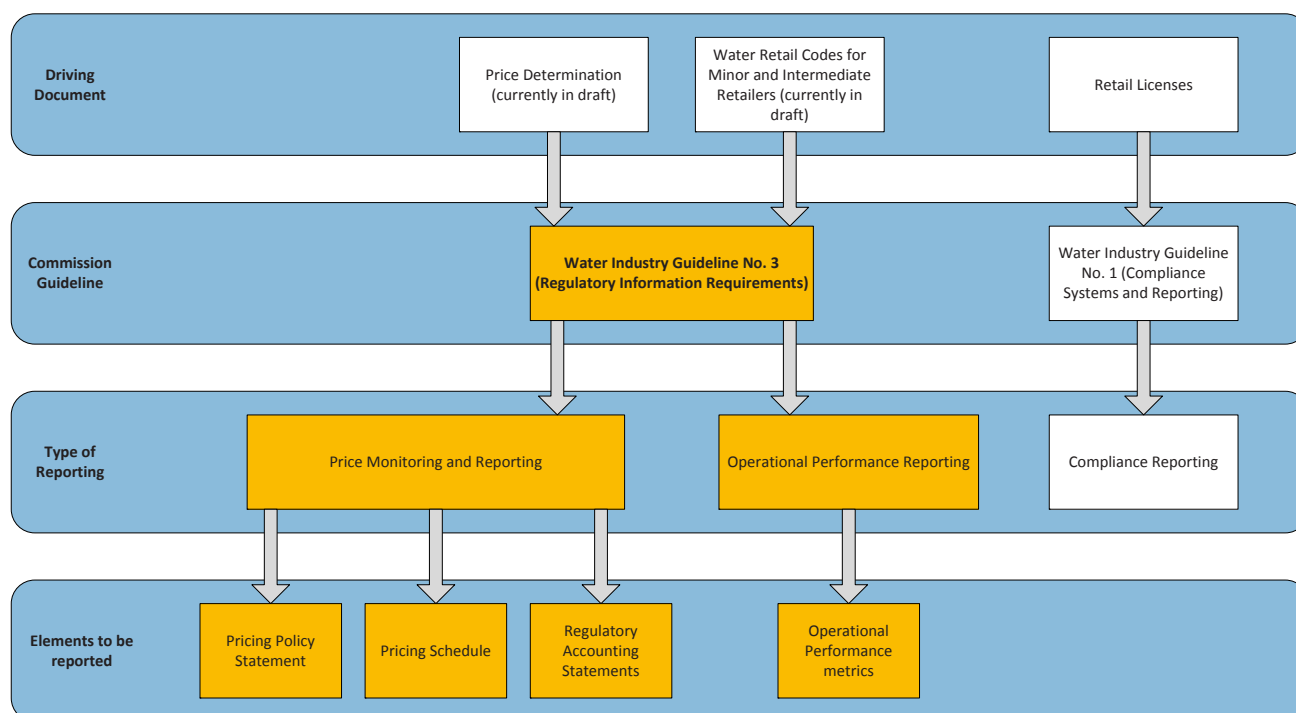 Driving
Document
Price Determination
(currently in draft)
Water Retail Codes for
Minor and Intermediate
Retailers (currently in
draft)
Retail Licenses
Commission
Guideline
Water Industry Guideline No. 3
(Regulatory Information Requirements)
Water Industry Guideline
No. 1 (Compliance
Systems and Reporting)
Type of
Reporting
Price Monitoring and Reporting
Operational Performance Reporting
Compliance Reporting
Elements to be
reported
Pricing Policy
Statement
Pricing Schedule
Regulatory
Accounting
Statements
Operational
Performance
metrics